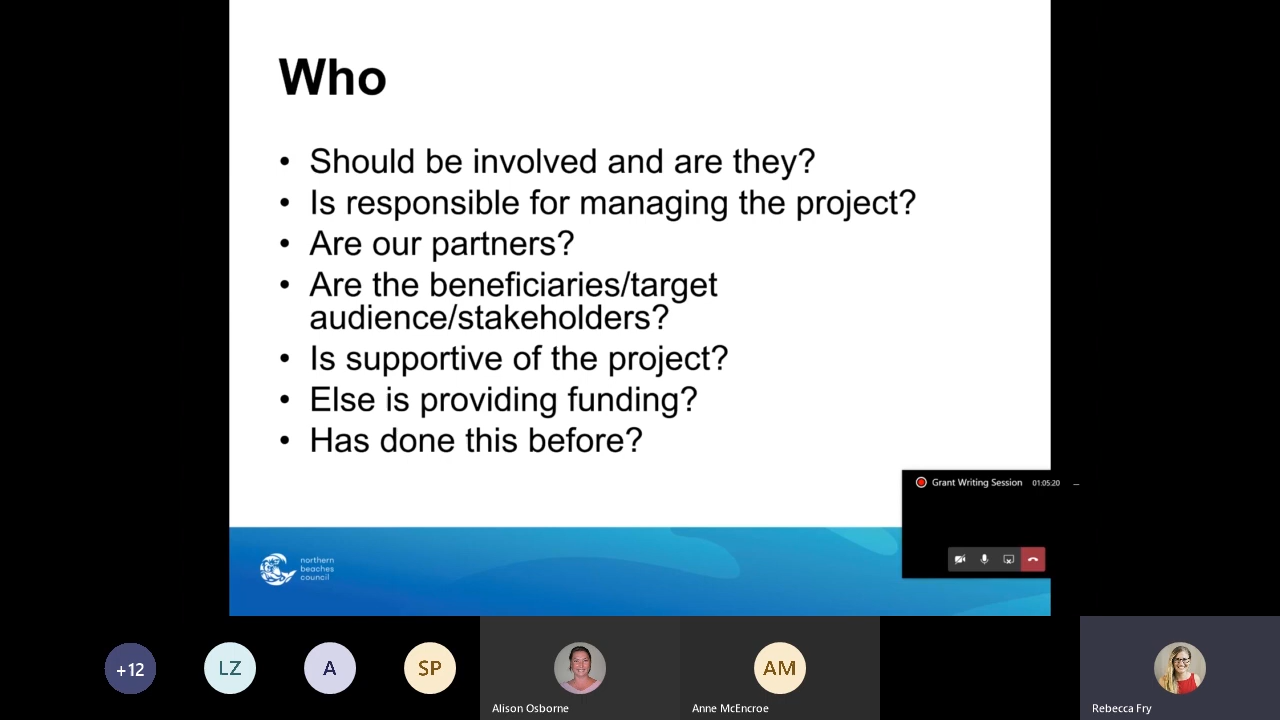 Who
• Should be involved and are they?
• Is responsible for managing the project?
• Are our partners?
• Are the beneficiaries/target
audience/stakeholders?
• Is supportive of the project?
• Else is providing funding?
• Has done this before?
Grant Writing Session 01:05:20
northern
beaches
council
+12
LZ
A
SP
AM
Alison Osborne
Anne McEncroe
Rebecca Fry